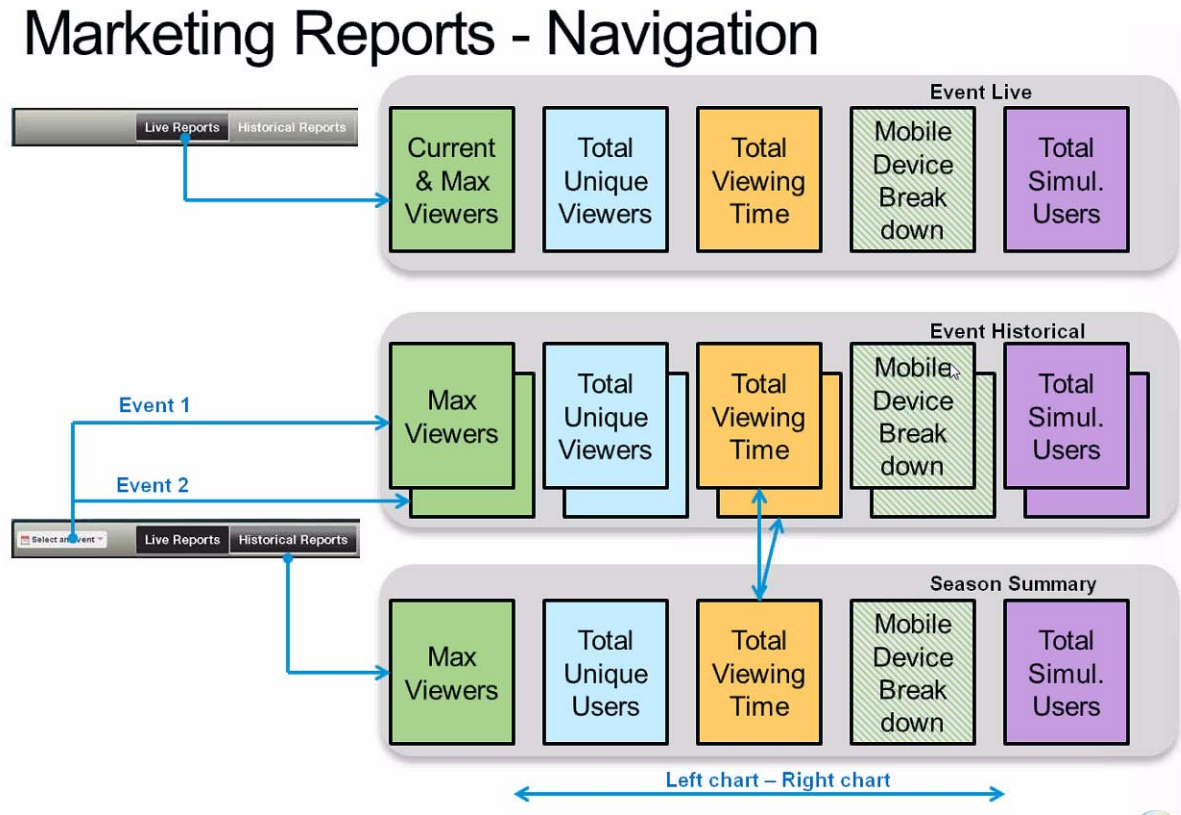 Marketing Reports - Navigation
Event Live
Live Reports Historical Reports
Current
& Max
Viewers
Total
Unique
Viewers
Total
Viewing
Time
Mobile
Device
Break
down
Total
Simul.
Users
Event Historical
Event 1
Event 2
Max
Viewers
Total
Unique
Viewers
Total
Viewing
Time
Mobile
Device
Break
down
Total
Simul.
Users
Select an Event Live Reports Historical Reports
Season Summary
Max
Viewers
Total
Unique
Users
Total
Viewing
Time
Mobile
Device
Break
down
Total
Simul.
Users
Left chart – Right chart